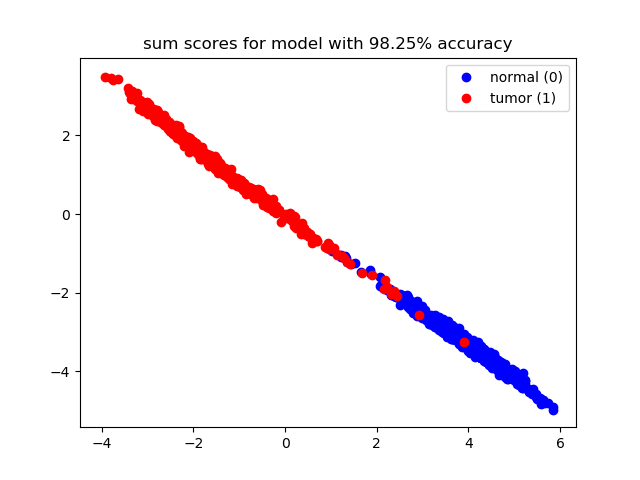 sum scores for model with 98.25% accuracy
normal (0)
tumor (1)
2
0
−2
−4
−4 −2 0 2 4 6